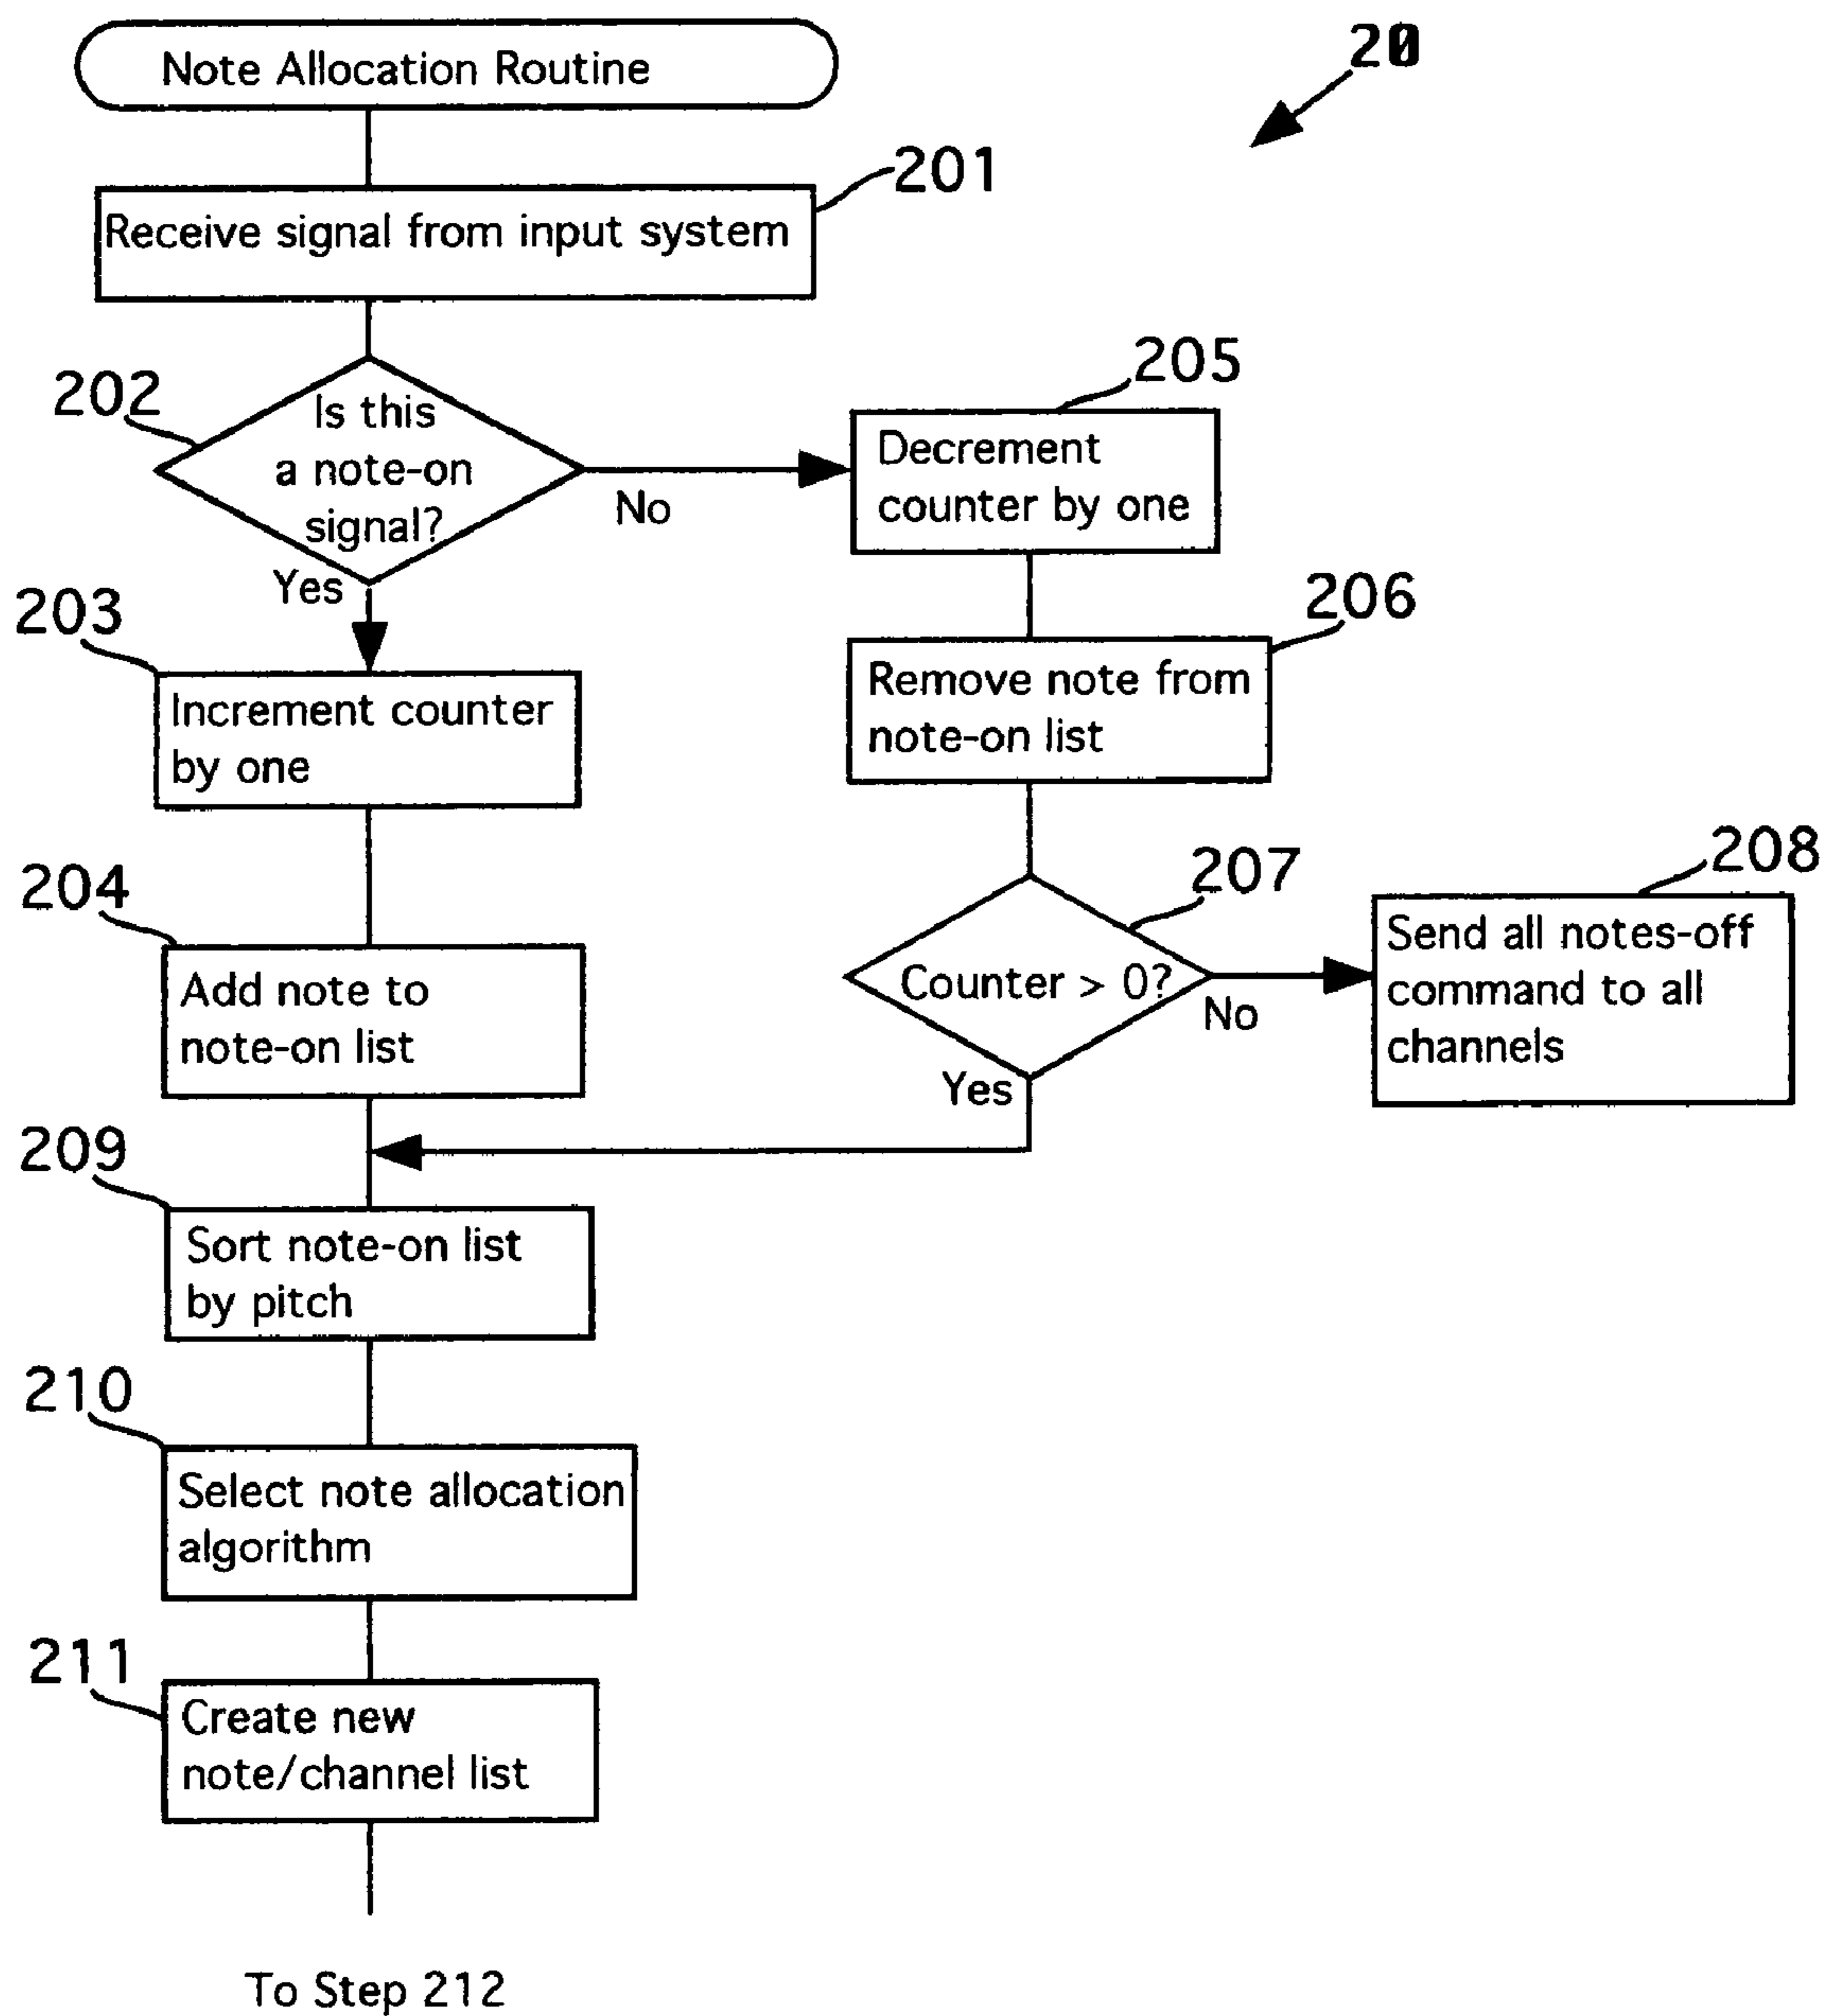 Note Allocation Routine
20
201
Receive signal from input system
202
Is this
a note-on
signal?
No
Yes
205
Decrement
counter by one
203
Increment counter
by one
206
Remove note from
note-on list
204
Add note to
note-on list
207
Counter > 0?
No
Yes
208
Send all notes-off
command to all
channels
209
Sort note-on list
by pitch
210
Select note allocation
algorithm
211
Create new
note/channel list
To Step 212